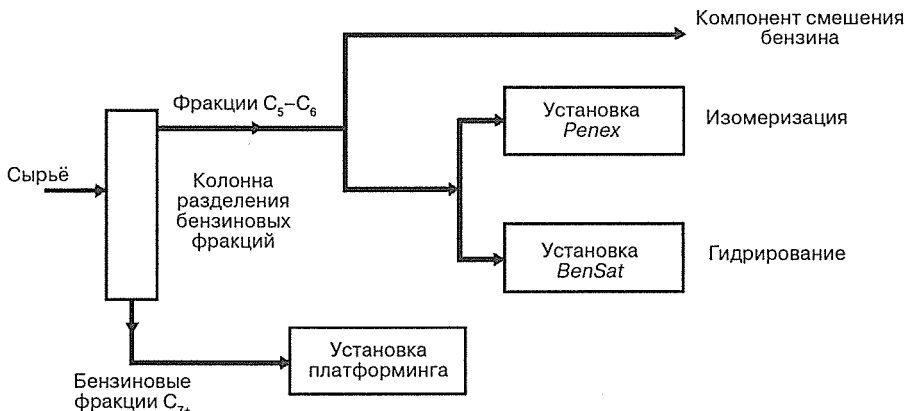 Компонент смешения
бензина
Фракции C₅–C₆
Установка
Penex
Изомеризация
Сырьё
Колонна
разделения
бензиновых
фракций
Установка
BenSat
Гидрирование
Установка
платформинга
Бензиновые
фракции C₇₊